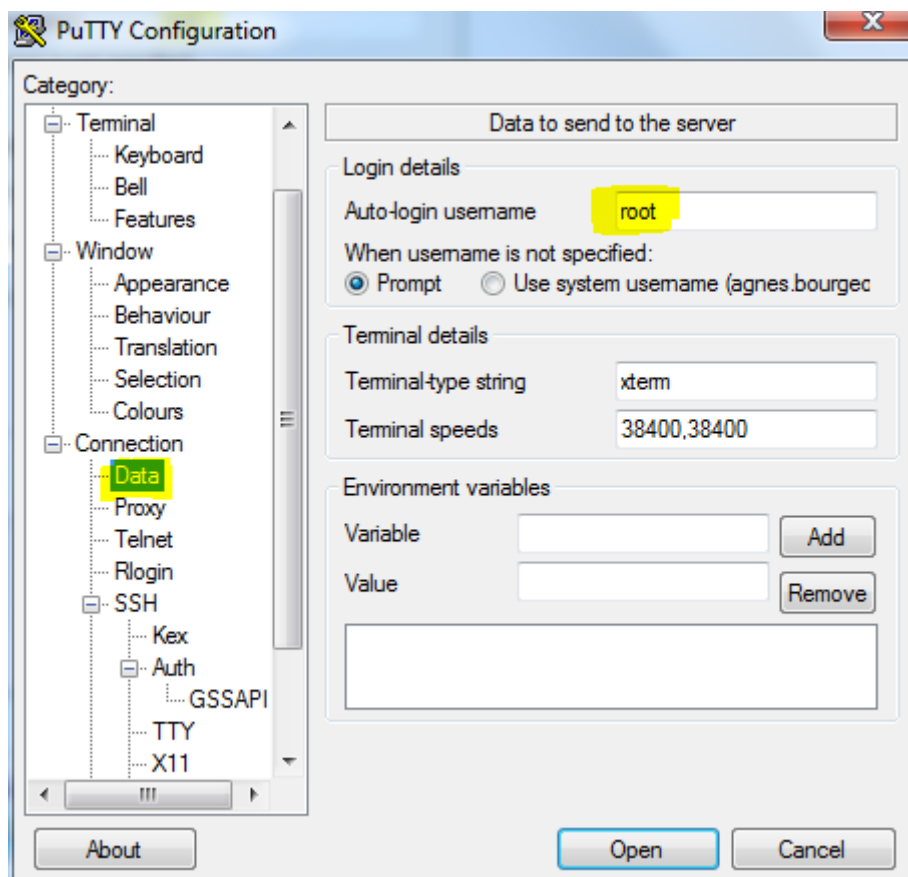 PuTTY Configuration
Category:
Terminal
Keyboard
Bell
Features
Window
Appearance
Behaviour
Translation
Selection
Colours
Connection
Data
Proxy
Telnet
Rlogin
SSH
Kex
Auth
GSSAPI
TTY
X11
Data to send to the server
Login details
Auto-login username root
When username is not specified:
Prompt Use system username (agnes.bourgec
Terminal details
Terminal-type string xterm
Terminal speeds 38400,38400
Environment variables
Variable Add
Value Remove
About Open Cancel